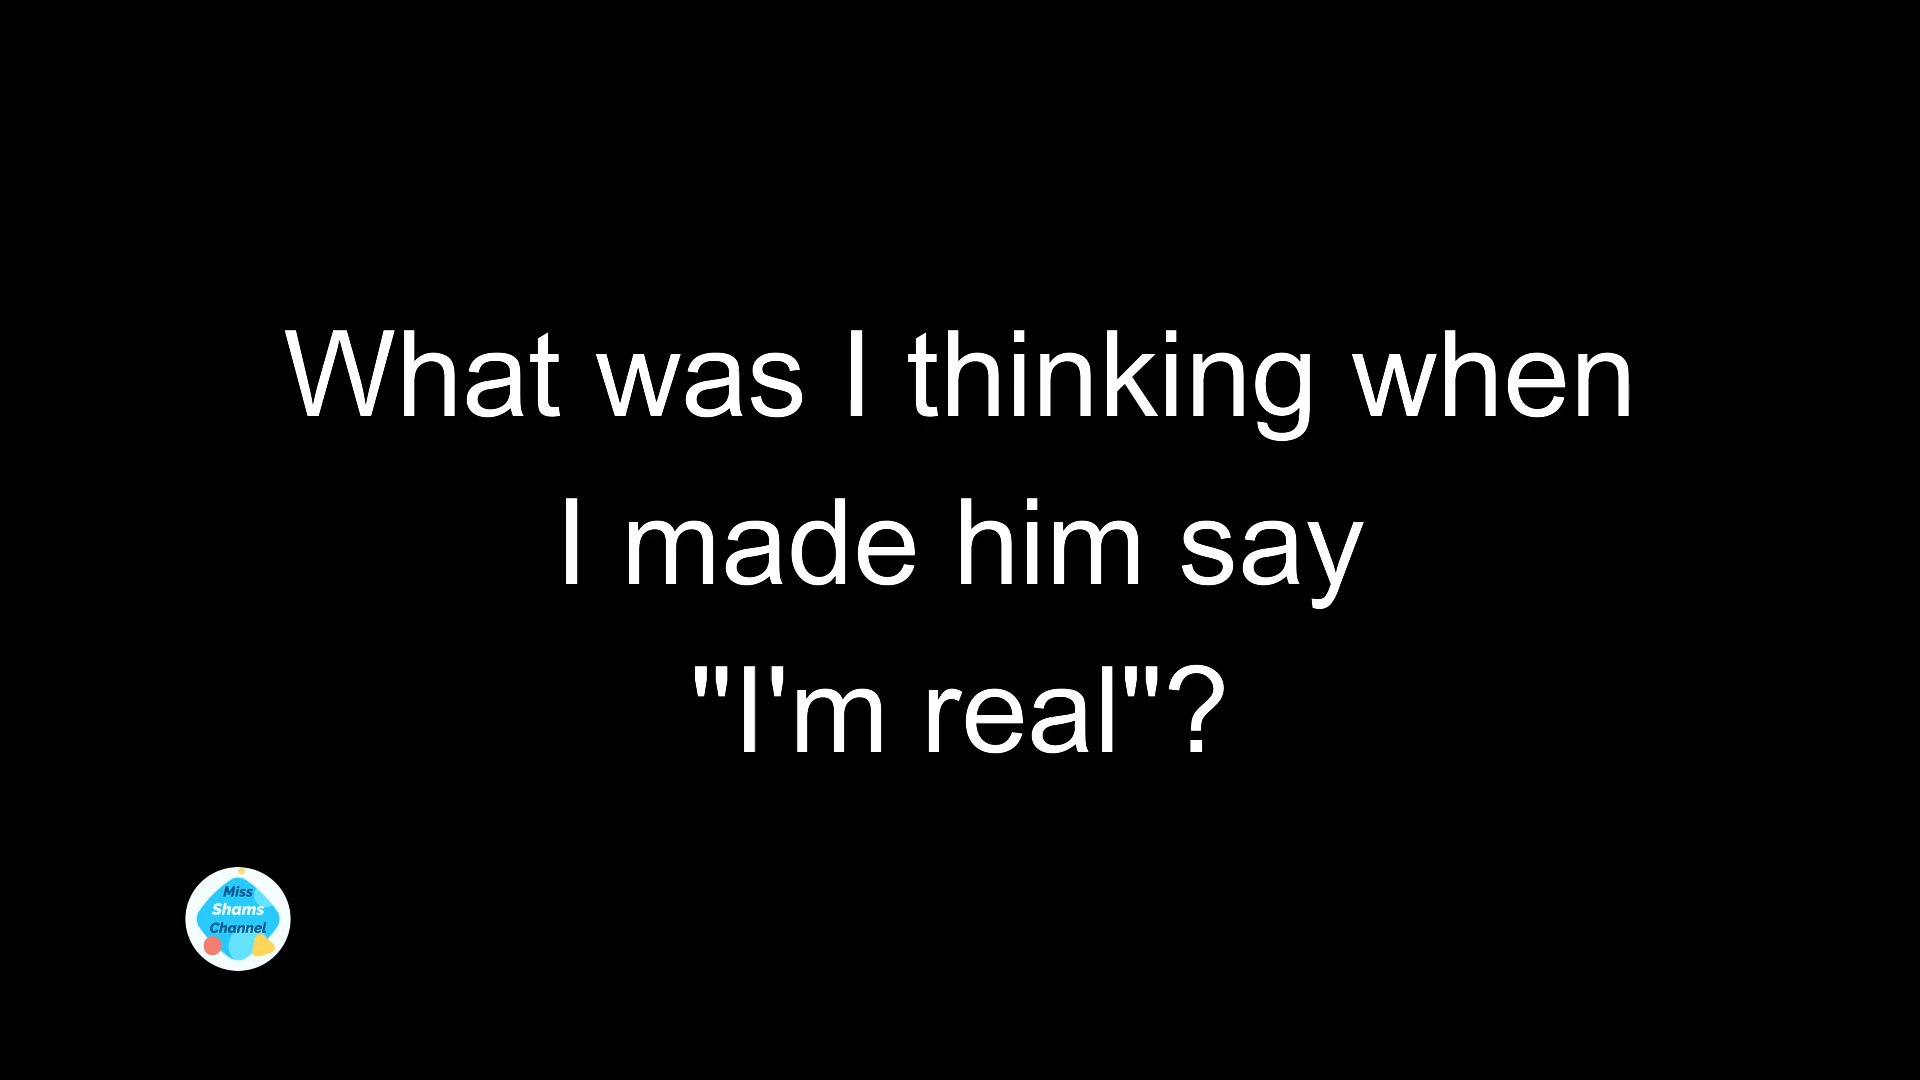 What was I thinking when
I made him say
"I'm real"?
Miss
Shams
Channel